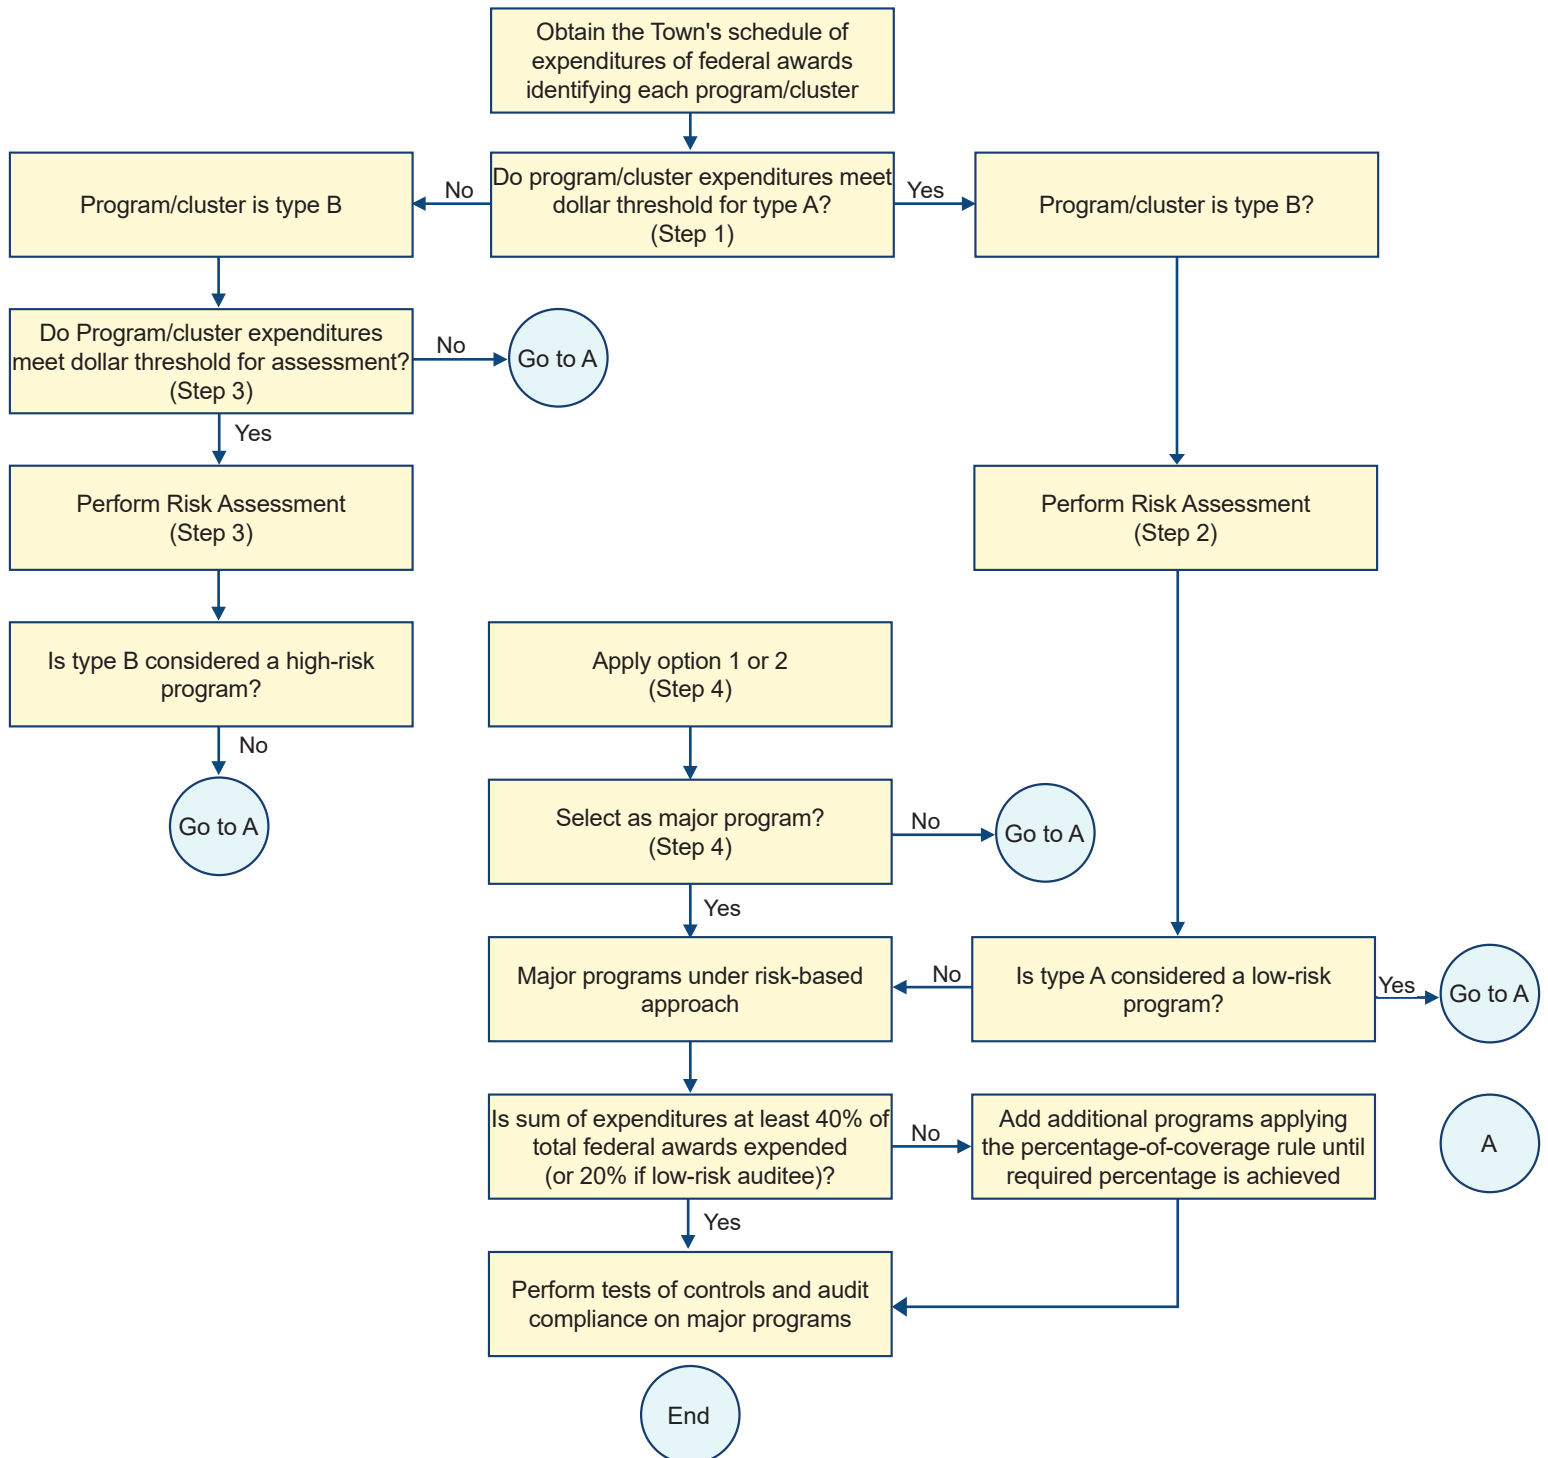 Obtain the Town's schedule of
expenditures of federal awards
identifying each program/cluster
Program/cluster is type B
No
Do program/cluster expenditures meet
dollar threshold for type A?
(Step 1)
Yes
Program/cluster is type B?
Do Program/cluster expenditures
meet dollar threshold for assessment?
(Step 3)
No
Go to A
Yes
Perform Risk Assessment
(Step 3)
Perform Risk Assessment
(Step 2)
Is type B considered a high-risk
program?
No
Go to A
Apply option 1 or 2
(Step 4)
Select as major program?
(Step 4)
No
Go to A
Yes
Major programs under risk-based
approach
No
Is type A considered a low-risk
program?
Yes
Go to A
Is sum of expenditures at least 40% of
total federal awards expended
(or 20% if low-risk auditee)?
No
Add additional programs applying
the percentage-of-coverage rule until
required percentage is achieved
A
Yes
Perform tests of controls and audit
compliance on major programs
End